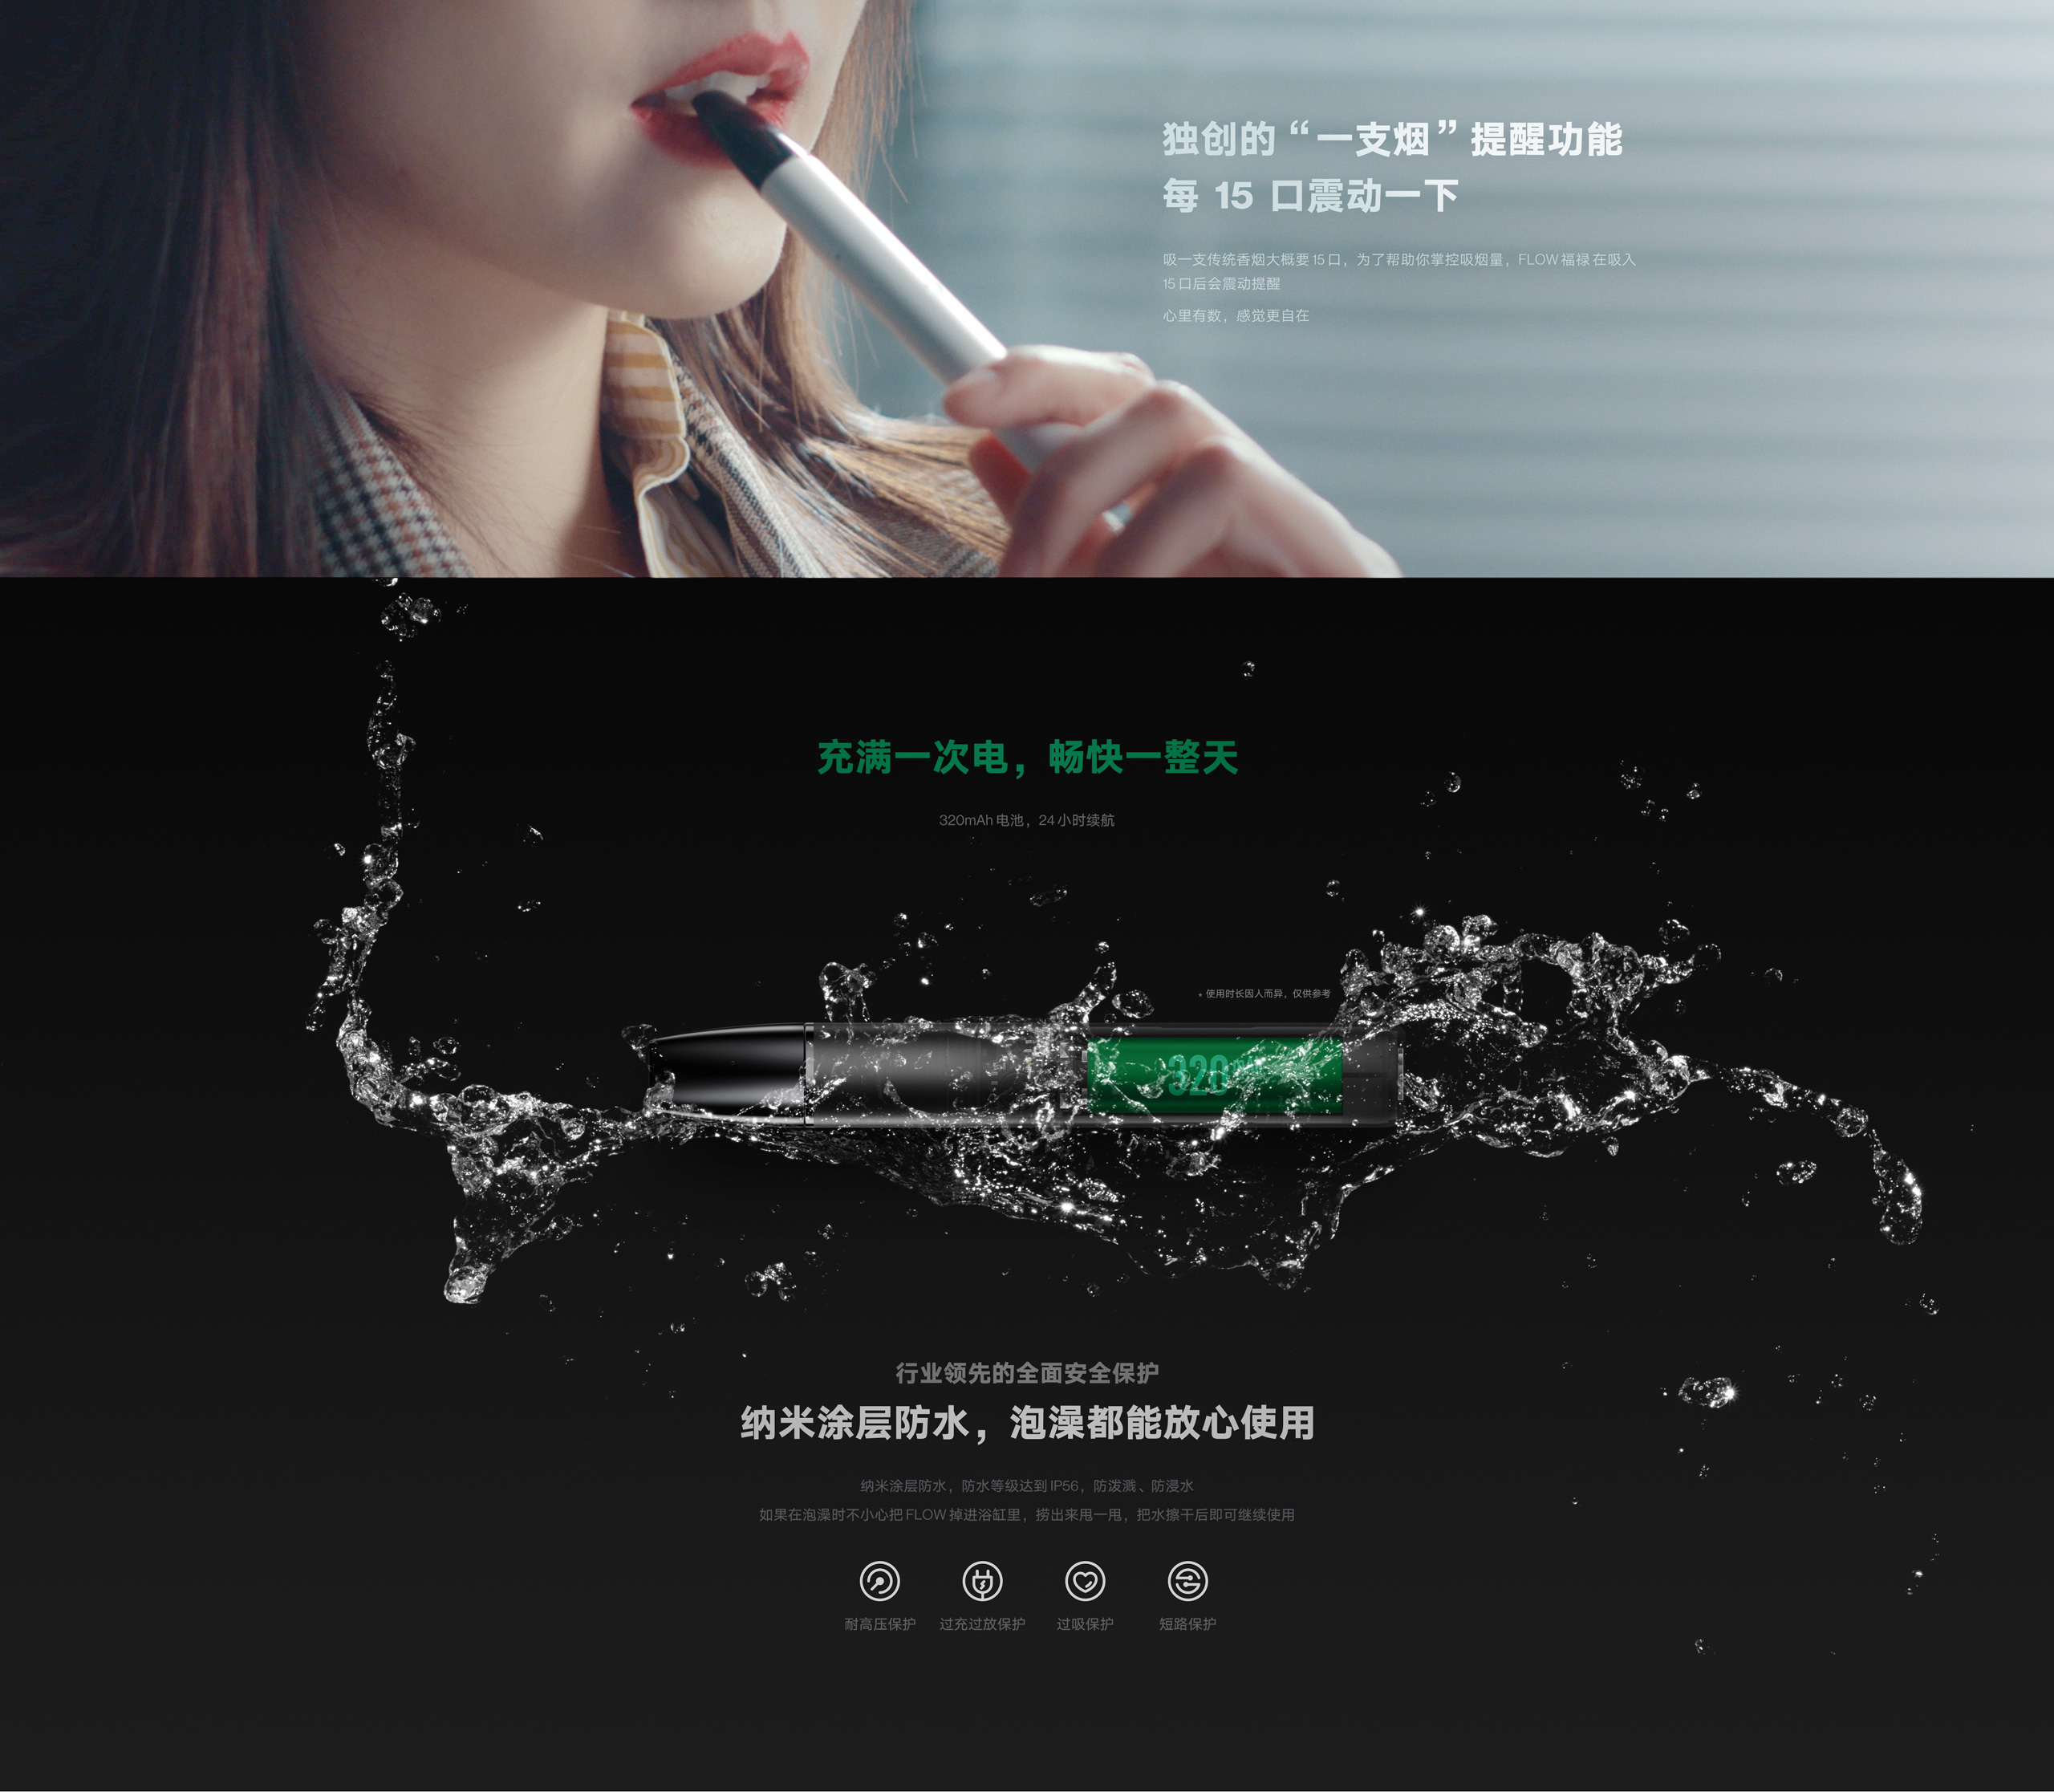 独创的“一支烟”提醒功能
每 15 口震动一下
吸一支传统香烟大概要 15 口，为了帮助你掌控吸烟量，FLOW 福禄 在吸入
15 口后会震动提醒
心里有数，感觉更自在
充满一次电，畅快一整天
320mAh 电池，24 小时续航
* 使用时长因人而异，仅供参考
320
行业领先的全面安全保护
纳米涂层防水，泡澡都能放心使用
纳米涂层防水，防水等级达到 IP56，防泼溅、防浸水
如果在泡澡时不小心把 FLOW 掉进浴缸里，捞出来甩一甩，把水擦干后即可继续使用
耐高压保护 过充过放保护 过吸保护 短路保护